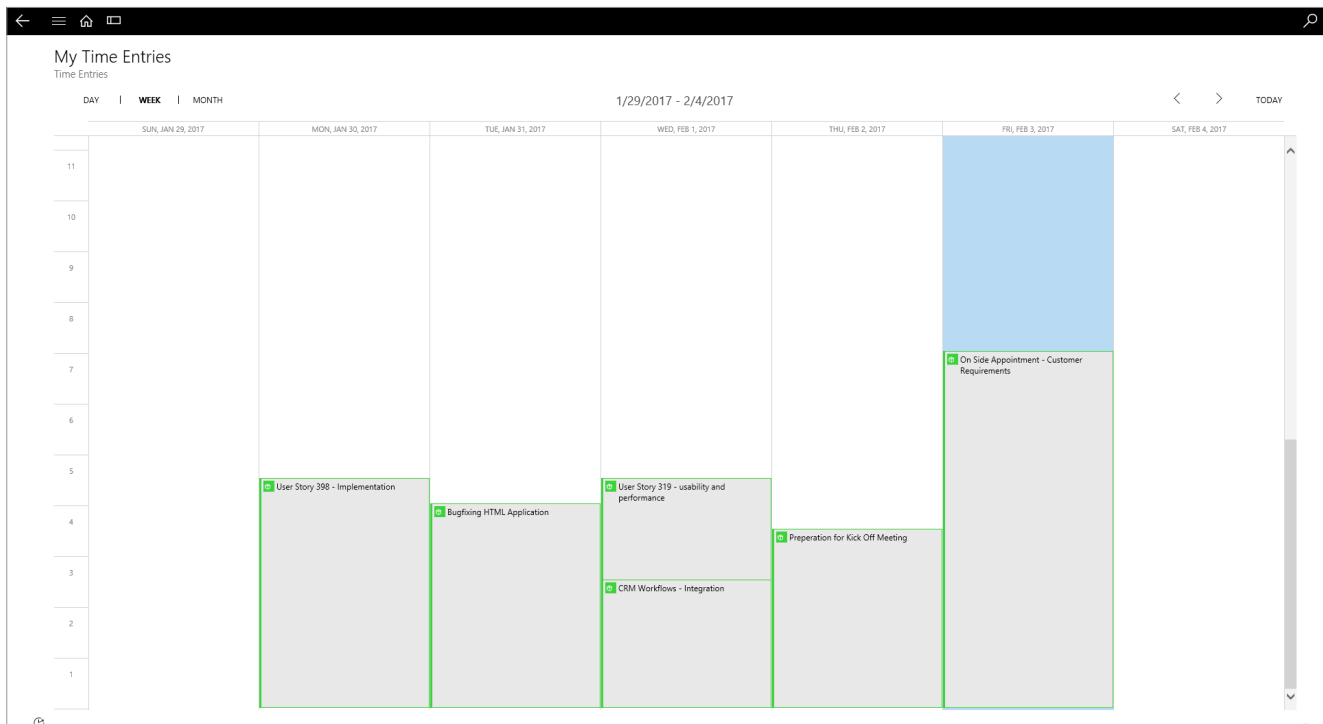 My Time Entries
Time Entries
DAY | WEEK | MONTH
1/29/2017 - 2/4/2017
TODAY
SUN, JAN 29, 2017
MON, JAN 30, 2017
TUE, JAN 31, 2017
WED, FEB 1, 2017
THU, FEB 2, 2017
FRI, FEB 3, 2017
SAT, FEB 4, 2017
11
10
9
8
7
On Side Appointment - Customer
Requirements
6
5
User Story 398 - Implementation
User Story 319 - usability and
performance
Bugfixing HTML Application
4
Preperation for Kick Off Meeting
3
CRM Workflows - Integration
2
1